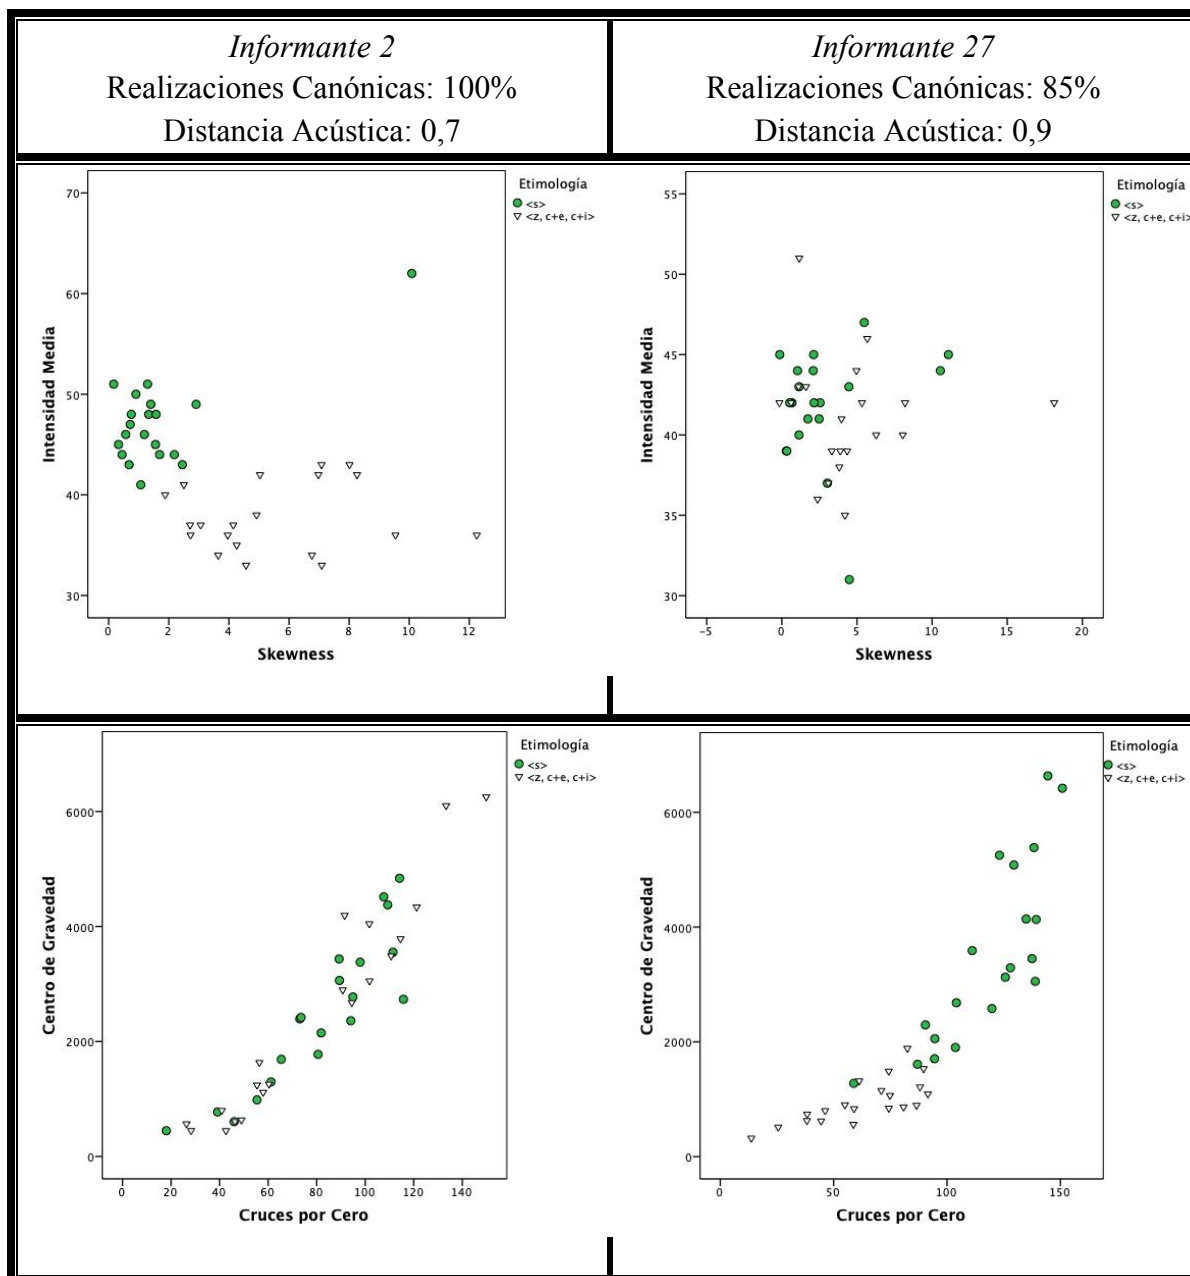 Informante 2
Realizaciones Canónicas: 100%
Distancia Acústica: 0,7
Informante 27
Realizaciones Canónicas: 85%
Distancia Acústica: 0,9
Etimología
<s>
<z, c+e, c+i>
Intensidad Media
70
60
50
40
30
0 2 4 6 8 10 12
Skewness
Etimología
<s>
<z, c+e, c+i>
Intensidad Media
55
50
45
40
35
30
-5 0 5 10 15 20
Skewness
Etimología
<s>
<z, c+e, c+i>
Centro de Gravedad
6000
4000
2000
0
0 20 40 60 80 100 120 140
Cruces por Cero
Etimología
<s>
<z, c+e, c+i>
Centro de Gravedad
6000
4000
2000
0
0 50 100 150
Cruces por Cero